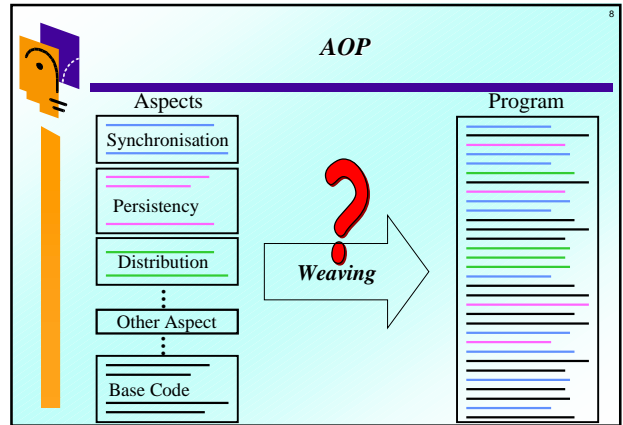 8
AOP
Aspects
Program
Synchronisation
Persistency
Distribution
Other Aspect
Base Code
?
Weaving